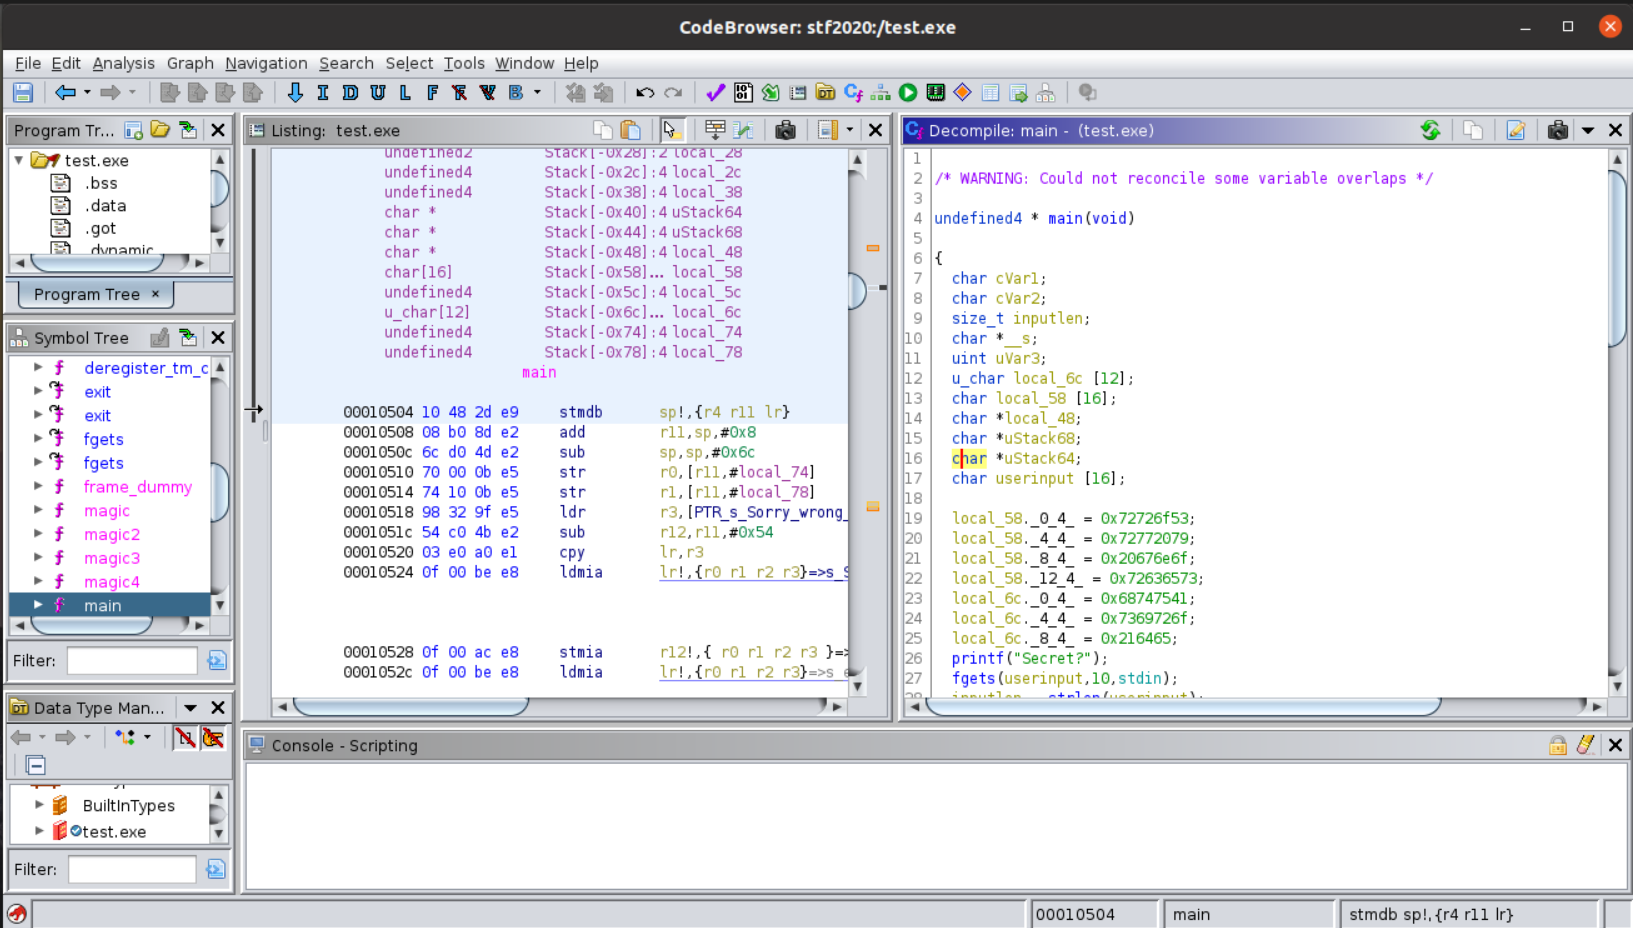 CodeBrowser: stf2020:/test.exe
File Edit Analysis Graph Navigation Search Select Tools Window Help
I D U L F B
Program Tr...
test.exe
.bss
.data
.got
.dynamic
Program Tree ×
Symbol Tree
deregister_tm_c
exit
exit
fgets
fgets
frame_dummy
magic
magic2
magic3
magic4
main
Filter:
Data Type Man...
BuiltInTypes
test.exe
Filter:
Listing: test.exe
undefined2 Stack[-0x28]:2 local_28
undefined4 Stack[-0x2c]:4 local_2c
undefined4 Stack[-0x38]:4 local_38
char * Stack[-0x40]:4 uStack64
char * Stack[-0x44]:4 uStack68
char * Stack[-0x48]:4 local_48
char[16] Stack[-0x58]... local_58
undefined4 Stack[-0x5c]:4 local_5c
u_char[12] Stack[-0x6c]... local_6c
undefined4 Stack[-0x74]:4 local_74
undefined4 Stack[-0x78]:4 local_78
main
00010504 10 48 2d e9 stmdb sp!,{r4 r11 lr}
00010508 08 b0 8d e2 add r11,sp,#0x8
0001050c 6c d0 4d e2 sub sp,sp,#0x6c
00010510 70 00 0b e5 str r0,[r11,#local_74]
00010514 74 10 0b e5 str r1,[r11,#local_78]
00010518 98 32 9f e5 ldr r3,[PTR_s_Sorry_wrong_
0001051c 54 c0 4b e2 sub r12,r11,#0x54
00010520 03 e0 a0 e1 cpy lr,r3
00010524 0f 00 be e8 ldmia lr!,{r0 r1 r2 r3}=>s_S
00010528 0f 00 ac e8 stmia r12!,{ r0 r1 r2 r3 }=>
0001052c 0f 00 be e8 ldmia lr!,{r0 r1 r2 r3}=>s_e
Decompile: main - (test.exe)
1
2 /* WARNING: Could not reconcile some variable overlaps */
3
4 undefined4 * main(void)
5
6 {
7 char cVar1;
8 char cVar2;
9 size_t inputlen;
10 char *__s;
11 uint uVar3;
12 u_char local_6c [12];
13 char local_58 [16];
14 char *local_48;
15 char *uStack68;
16 char *uStack64;
17 char userinput [16];
18
19 local_58._0_4_ = 0x72726f53;
20 local_58._4_4_ = 0x72772079;
21 local_58._8_4_ = 0x20676e6f;
22 local_58._12_4_ = 0x72636573;
23 local_6c._0_4_ = 0x68747541;
24 local_6c._4_4_ = 0x7369726f;
25 local_6c._8_4_ = 0x216465;
26 printf("Secret?");
27 fgets(userinput,10,stdin);
28 inputlen = strlen(userinput);
Console - Scripting
00010504
main
stmdb sp!,{r4 r11 lr}